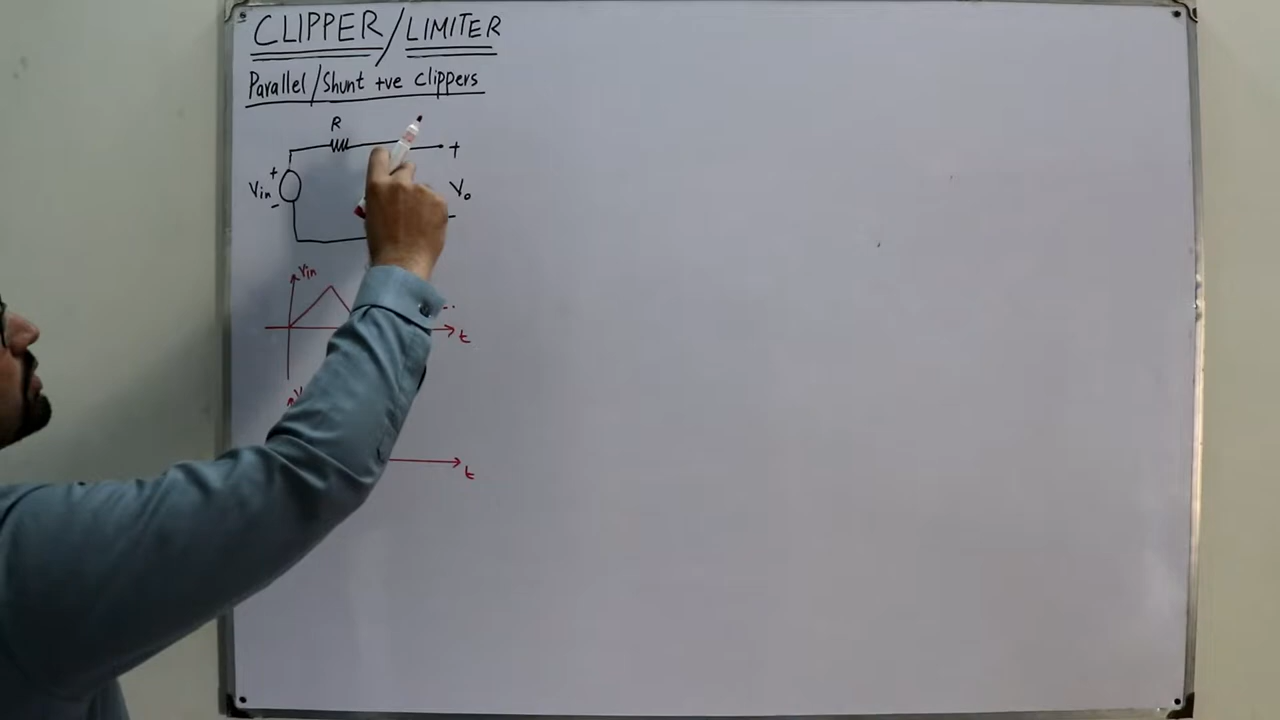 CLIPPER/LIMITER
Parallel/Shunt +ve clippers
R
+
+
Vin
Vo
-
-
Vin
t
t